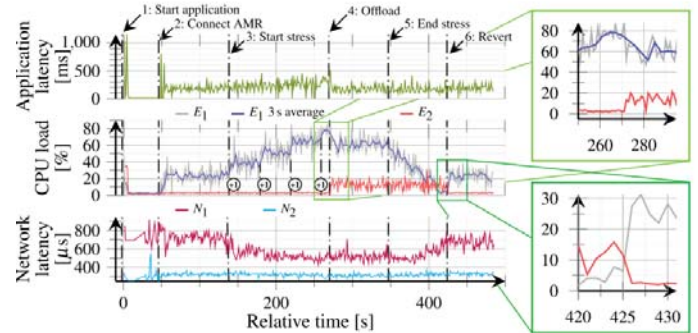 1: Start application
2: Connect AMR
3: Start stress
4: Offload
5: End stress
6: Revert
Application
latency [ms]
1,000
500
0
E1
E1 3 s average
E2
CPU load
[%]
80
60
40
20
0
+1
+1
+1
+1
N1
N2
Network
latency [µs]
800
600
400
0
200
400
Relative time [s]
80
60
40
20
0
260
280
30
20
10
0
420
425
430